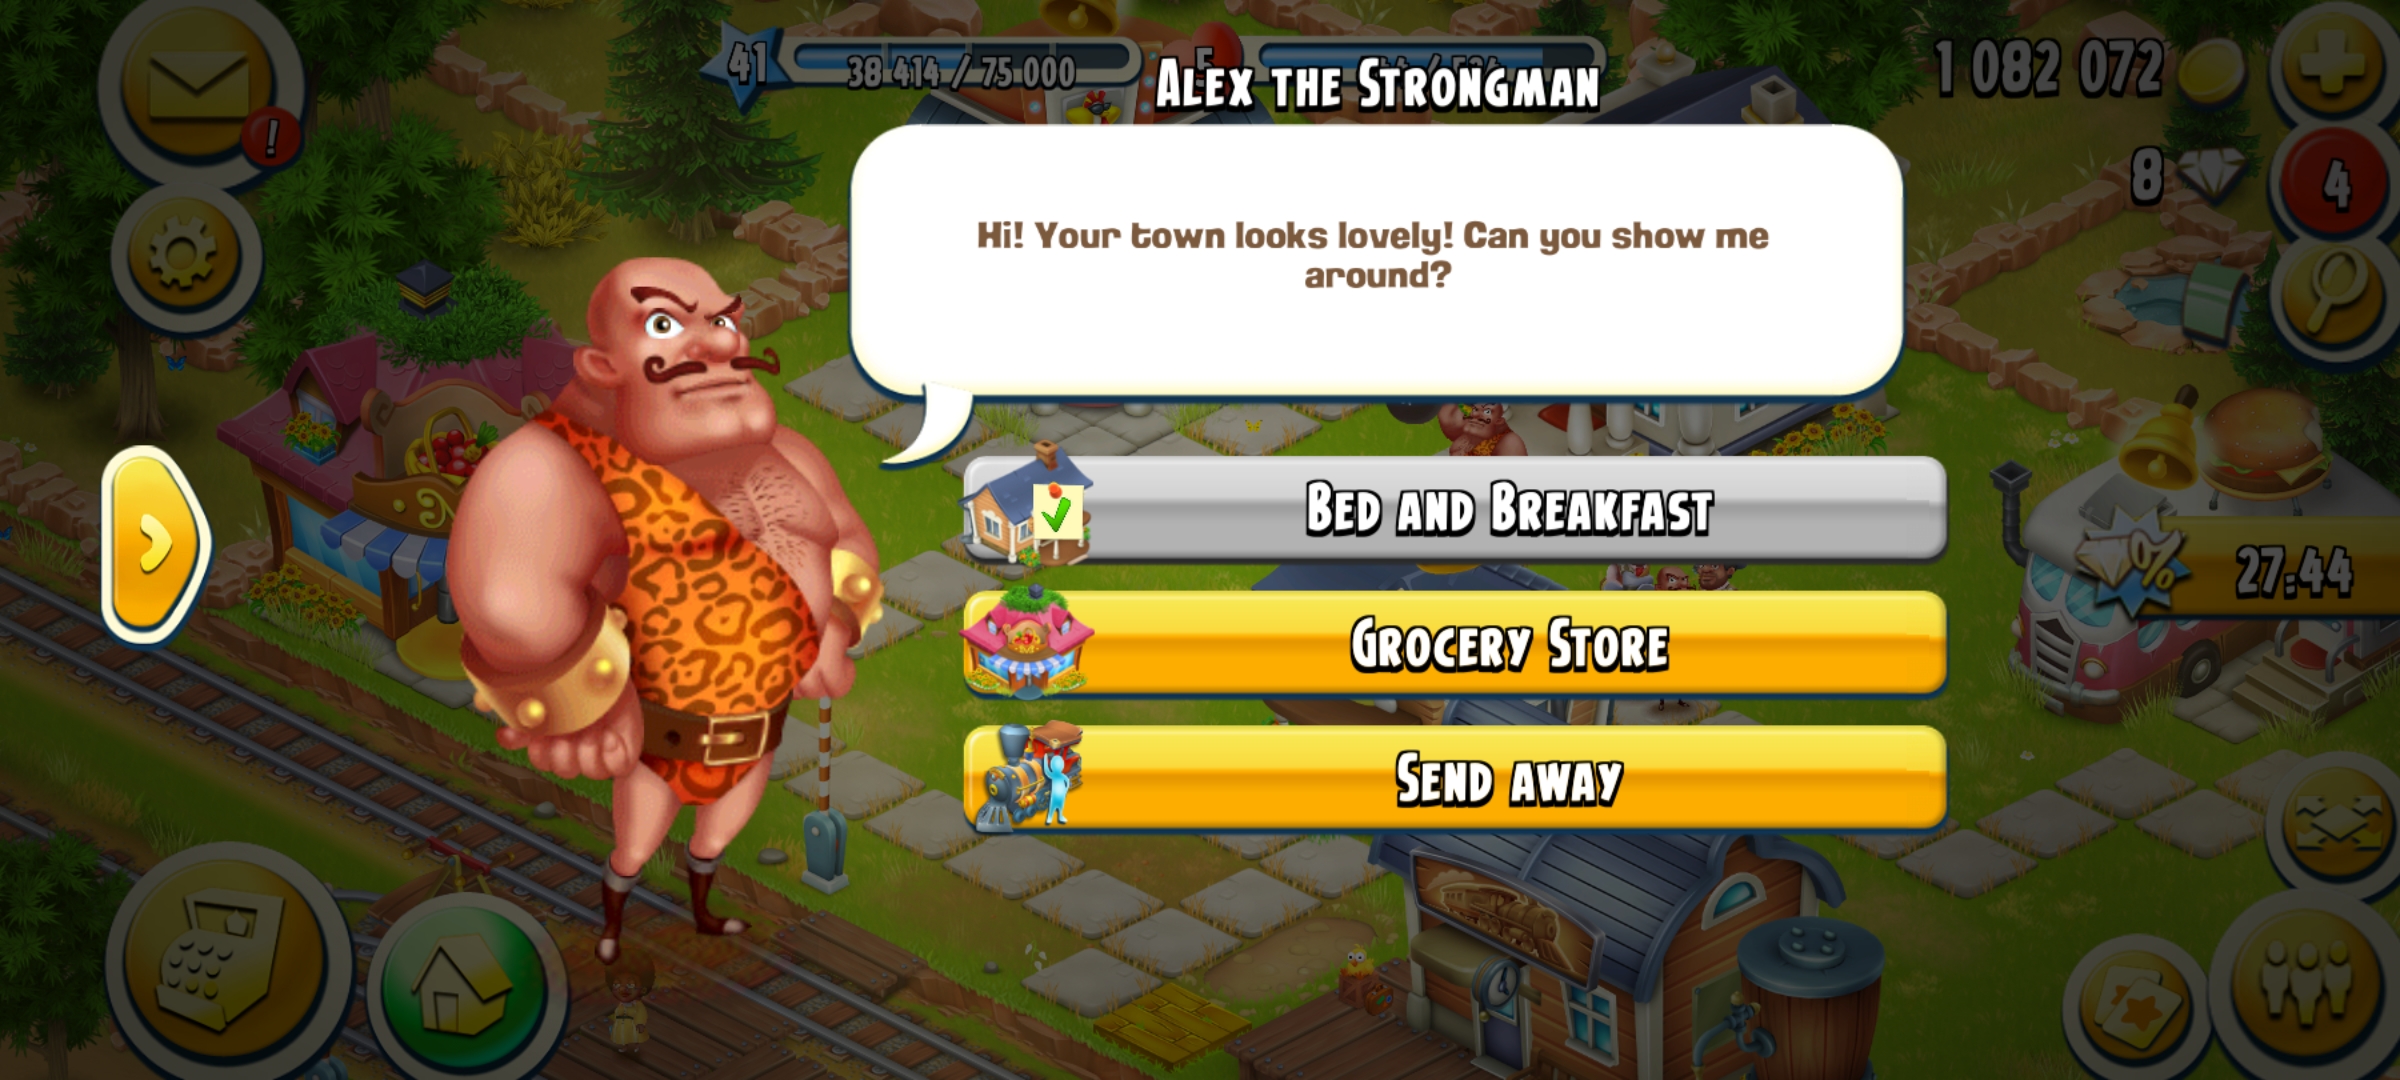 41
38 414 / 75 000
5
1 082 072
ALEX THE STRONGMAN
!
8
4
Hi! Your town looks lovely! Can you show me
around?
BED AND BREAKFAST
%
27:44
GROCERY STORE
SEND AWAY